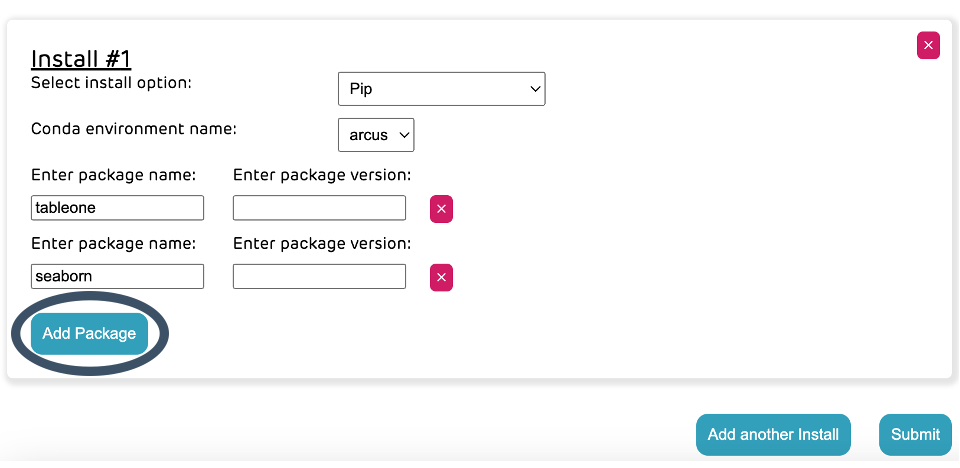 Install #1
×
Select install option:
Pip
Conda environment name:
arcus
Enter package name: Enter package version:
tableone
×
Enter package name: Enter package version:
seaborn
×
Add Package
Add another Install Submit